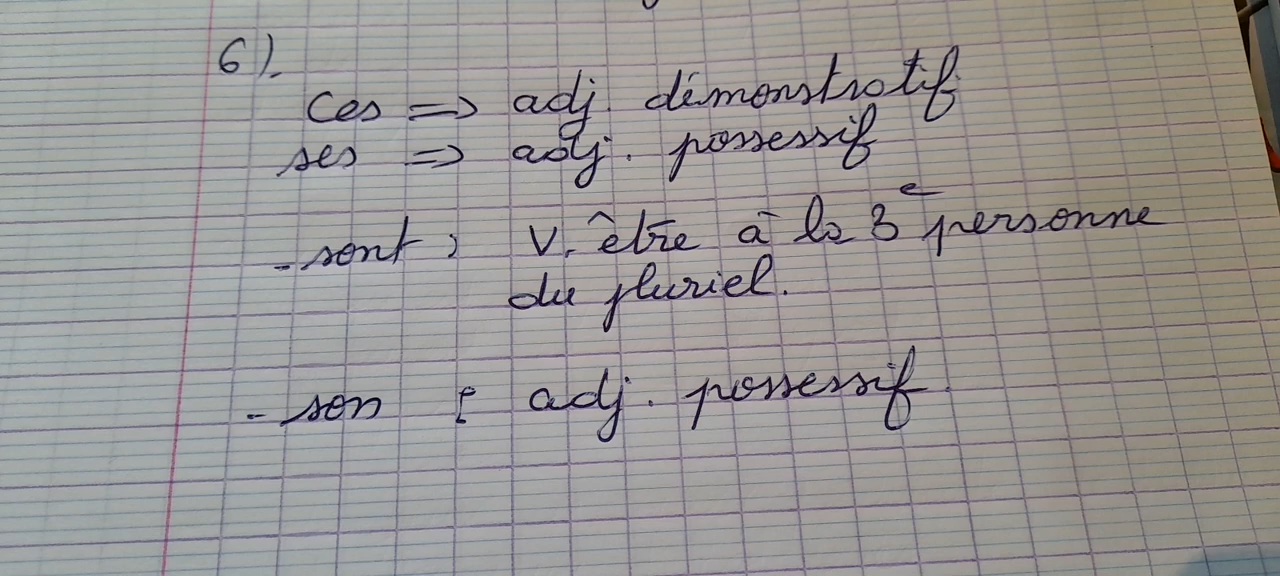 6).
Ces => adj. démonstratif
ses => adj. possessif
- sont : V. être à la 3e personne
du pluriel.
- son : adj. possessif.